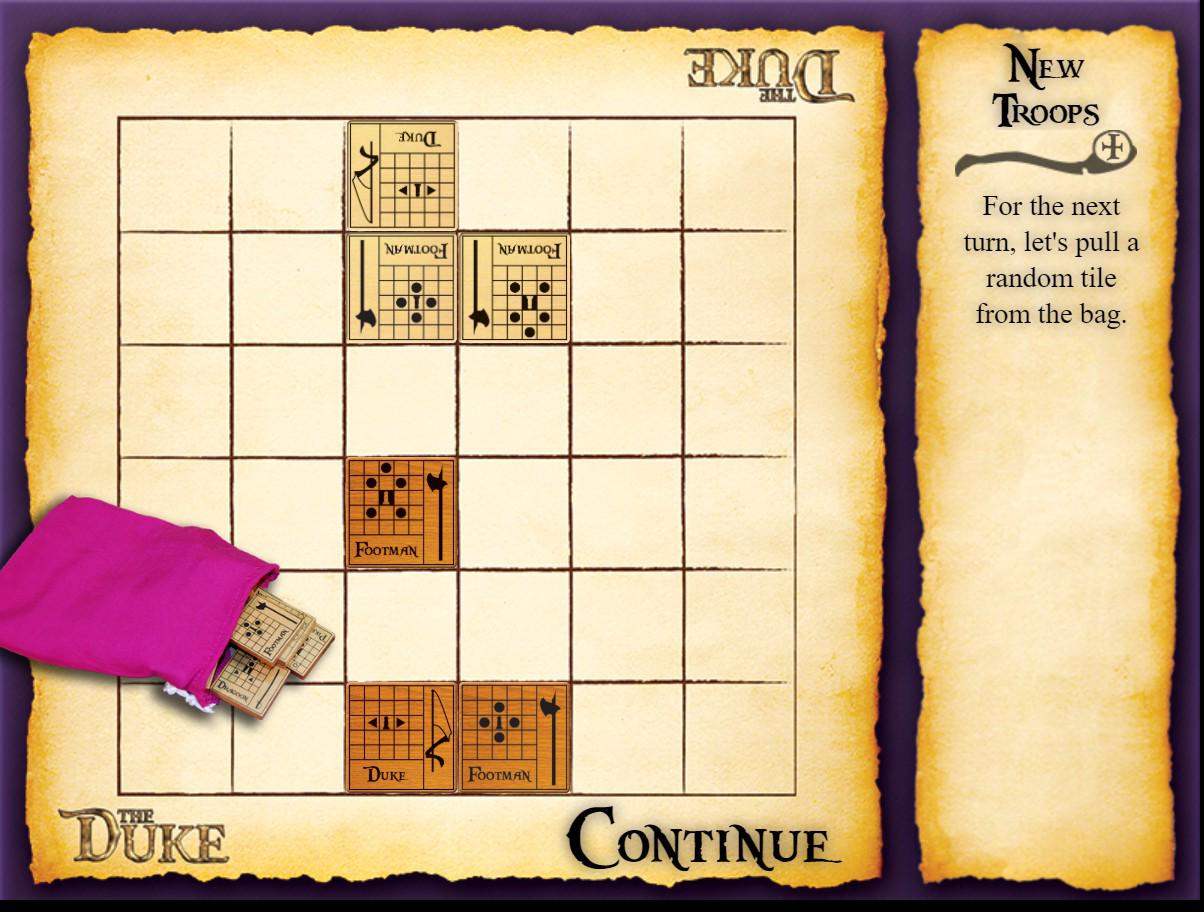 THE
DUKE
NEW
TROOPS
For the next
turn, let's pull a
random tile
from the bag.
DUKE
FOOTMAN
FOOTMAN
FOOTMAN
FOOTMAN
DRAGOON
DUKE
FOOTMAN
THE
DUKE
CONTINUE